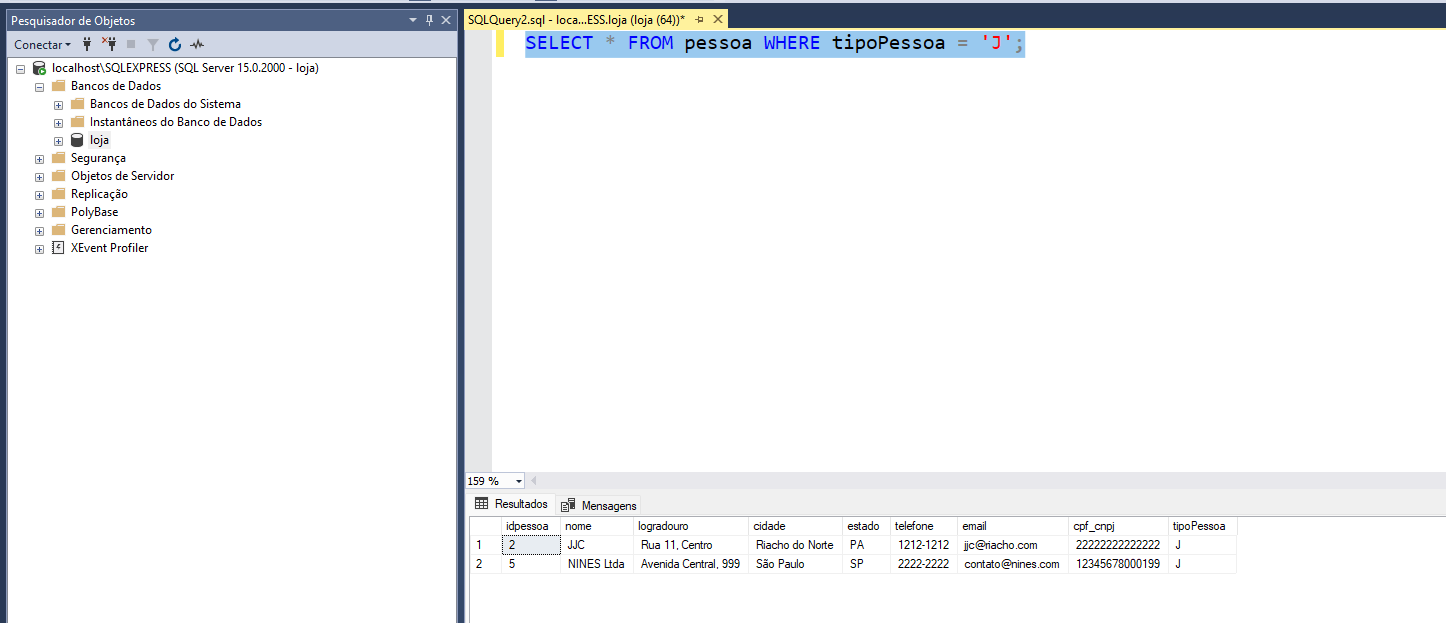 Pesquisador de Objetos
Conectar
localhost\SQLEXPRESS (SQL Server 15.0.2000 - loja)
Bancos de Dados
Bancos de Dados do Sistema
Instantâneos do Banco de Dados
loja
Segurança
Objetos de Servidor
Replicação
PolyBase
Gerenciamento
XEvent Profiler
SQLQuery2.sql - loca...ESS.loja (loja (64))*
SELECT * FROM pessoa WHERE tipoPessoa = 'J';
159 %
Resultados Mensagens
idpessoa nome logradouro cidade estado telefone email cpf_cnpj tipoPessoa
1 2 JJC Rua 11, Centro Riacho do Norte PA 1212-1212 jjc@riacho.com 22222222222222 J
2 5 NINES Ltda Avenida Central, 999 São Paulo SP 2222-2222 contato@nines.com 12345678000199 J